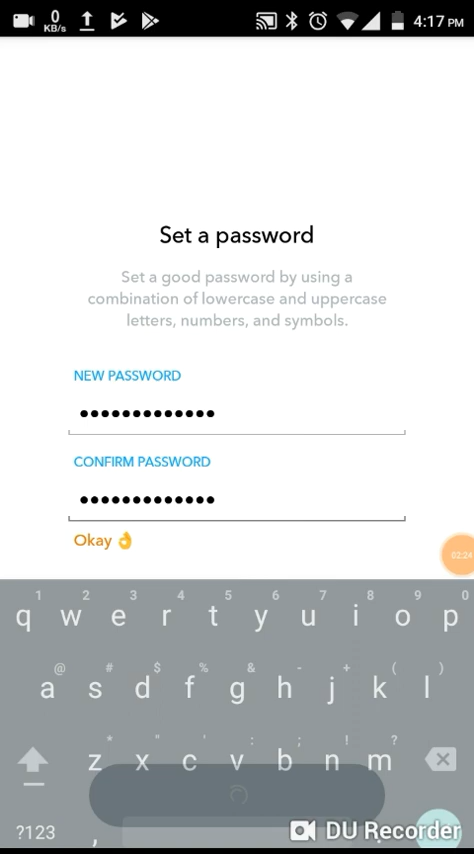 0 KB/s 4:17 PM
Set a password
Set a good password by using a
combination of lowercase and uppercase
letters, numbers, and symbols.
NEW PASSWORD
•••••••••••••
CONFIRM PASSWORD
•••••••••••••
Okay 👌
02:24
1 2 3 4 5 6 7 8 9 0
q w e r t y u i o p
@ # $ % & - + ( )
a s d f g h j k l
* " ' : ; ! ?
z x c v b n m
?123 , .
DU Recorder